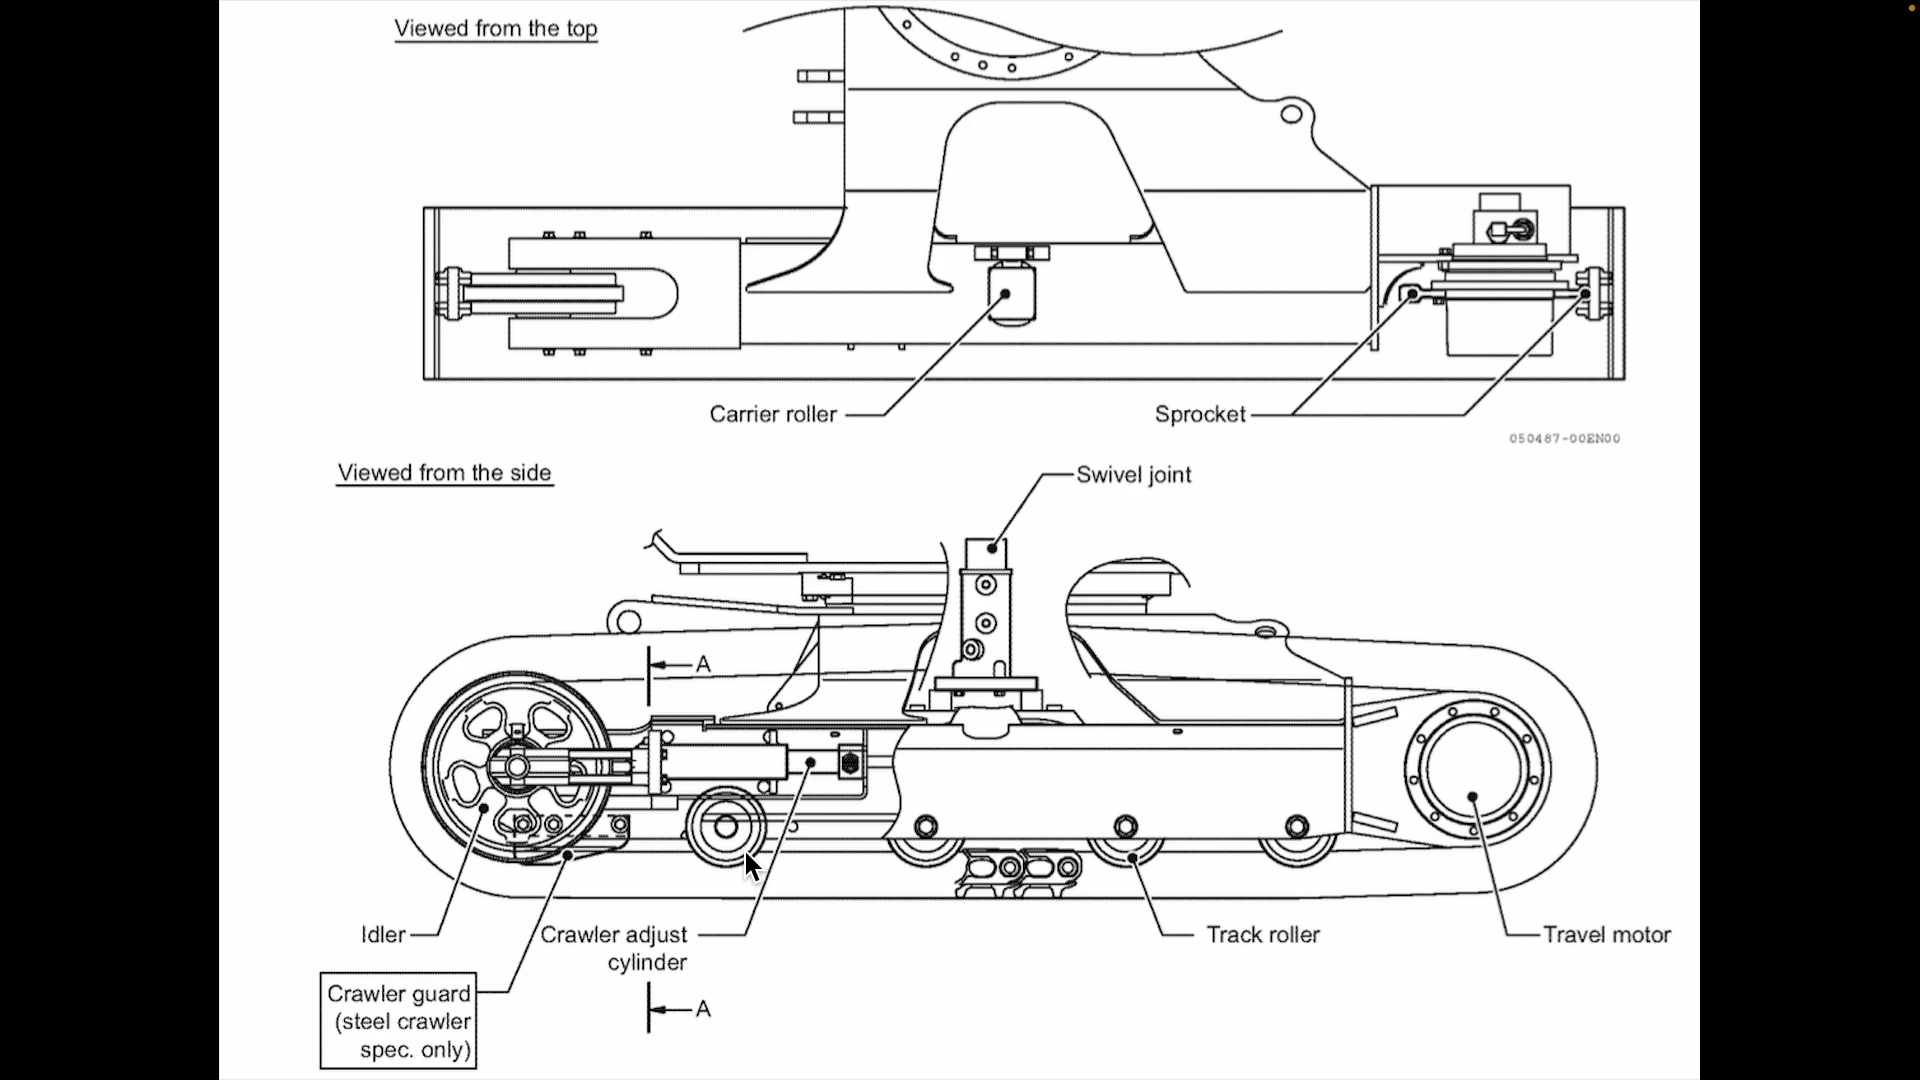 Viewed from the top
Carrier roller
Sprocket
050487-00EN00
Viewed from the side
Swivel joint
A
Idler
Crawler adjust
cylinder
Track roller
Travel motor
Crawler guard
(steel crawler
spec. only)
A